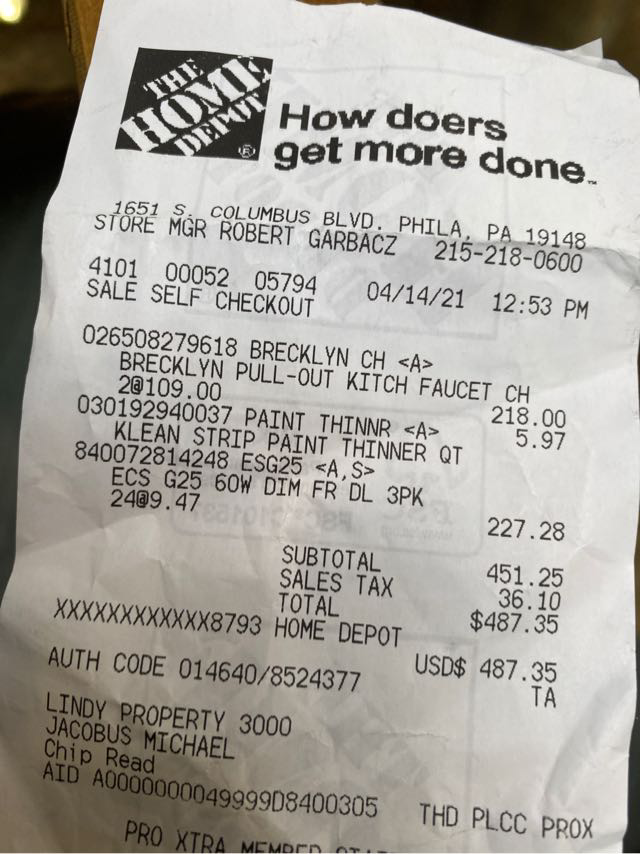 THE
HOME
DEPOT
®
How doers
get more done™
1651 S. COLUMBUS BLVD. PHILA, PA 19148
STORE MGR ROBERT GARBACZ 215-218-0600
4101 00052 05794 04/14/21 12:53 PM
SALE SELF CHECKOUT
026508279618 BRECKLYN CH <A>
BRECKLYN PULL-OUT KITCH FAUCET CH
2@109.00 218.00
030192940037 PAINT THINNR <A> 5.97
KLEAN STRIP PAINT THINNER QT
840072814248 ESG25 <A,S>
ECS G25 60W DIM FR DL 3PK
24@9.47 227.28
SUBTOTAL 451.25
SALES TAX 36.10
TOTAL $487.35
XXXXXXXXXXXX8793 HOME DEPOT
USD$ 487.35
AUTH CODE 014640/8524377 TA
LINDY PROPERTY 3000
JACOBUS MICHAEL
Chip Read
AID A0000000049999D8400305 THD PLCC PROX
PRO XTRA MEMBER